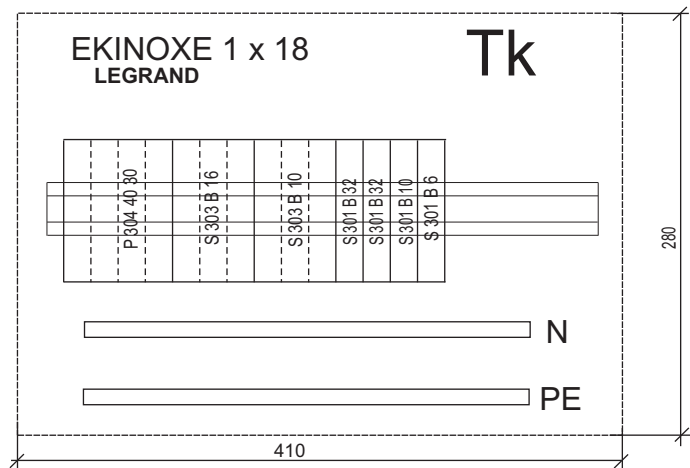 EKINOXE 1 x 18
LEGRAND
Tk
P 304 40 30
S 303 B 16
S 303 B 10
S 301 B 32
S 301 B 32
S 301 B 10
S 301 B 6
280
N
PE
410